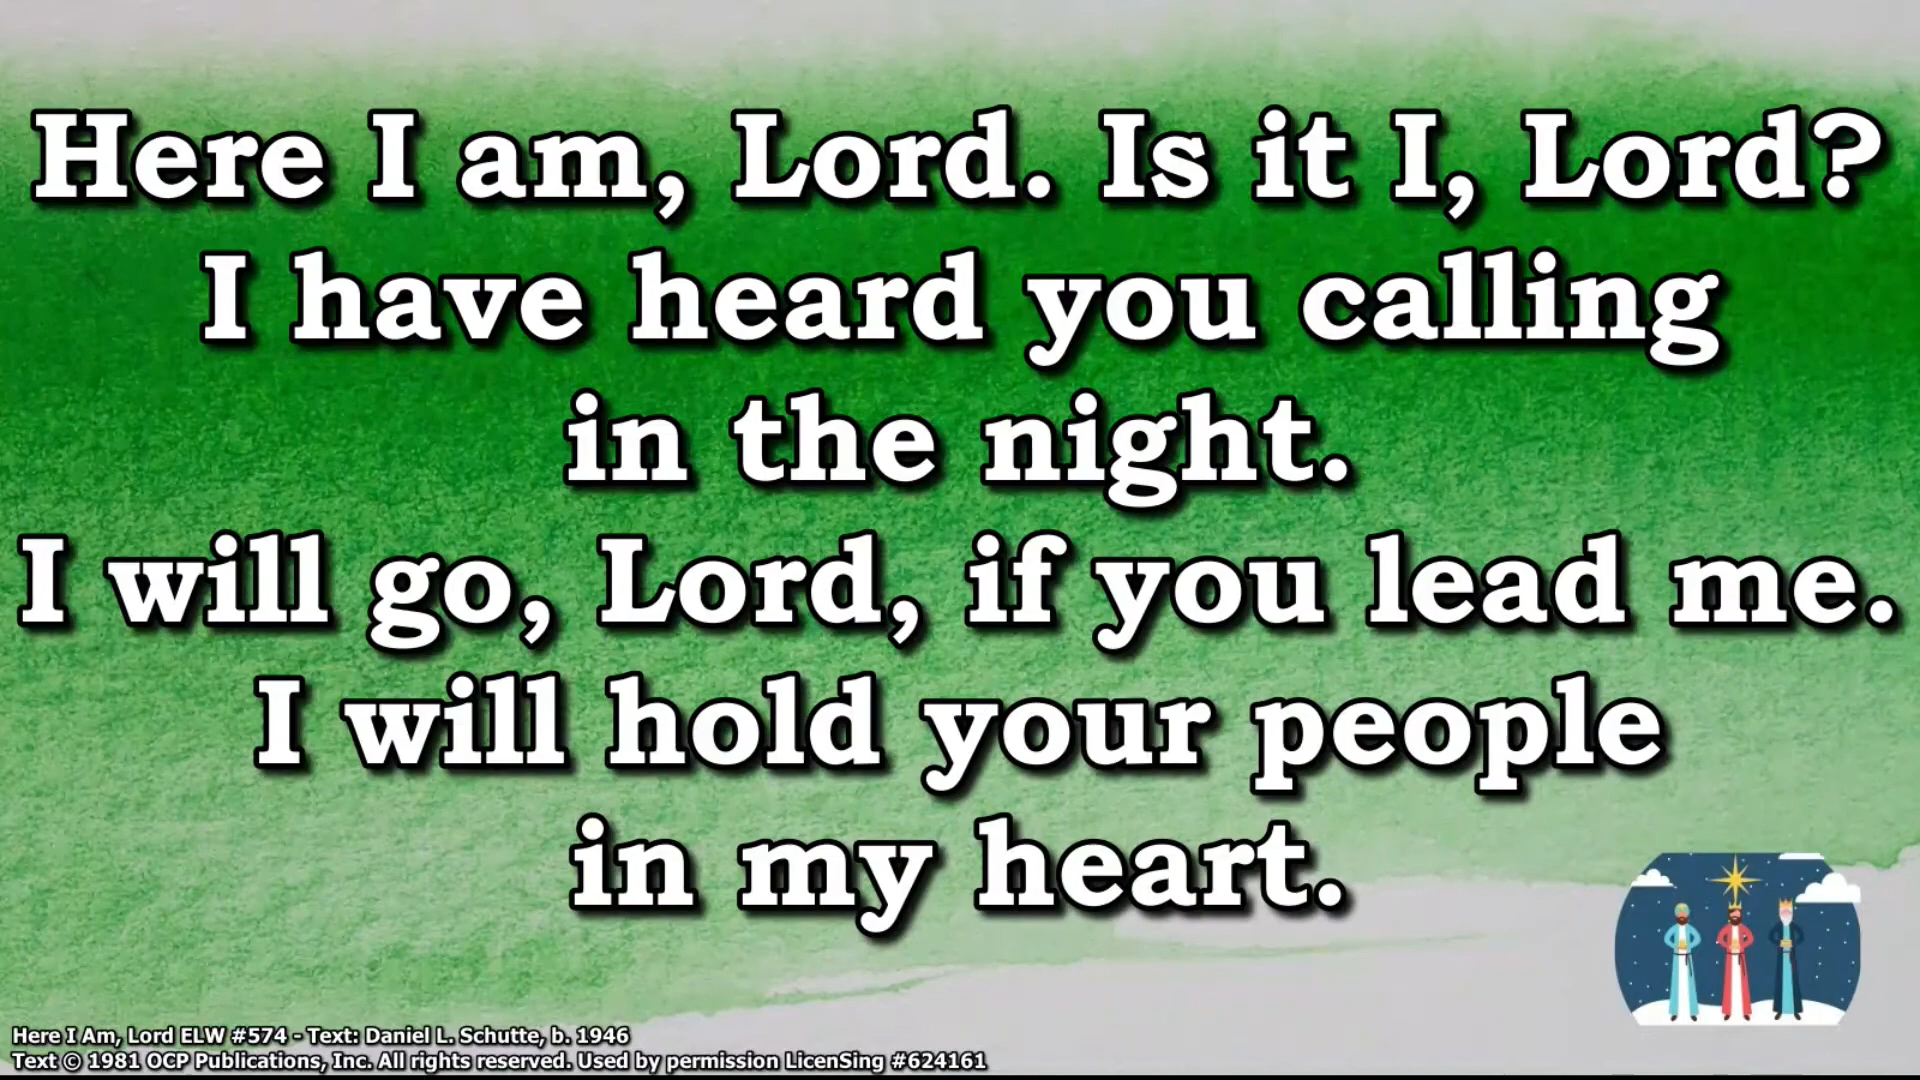 Here I am, Lord. Is it I, Lord?
I have heard you calling
in the night.
I will go, Lord, if you lead me.
I will hold your people
in my heart.
Here I Am, Lord ELW #574 - Text: Daniel L. Schutte, b. 1946
Text © 1981 OCP Publications, Inc. All rights reserved. Used by permission LicenSing #624161